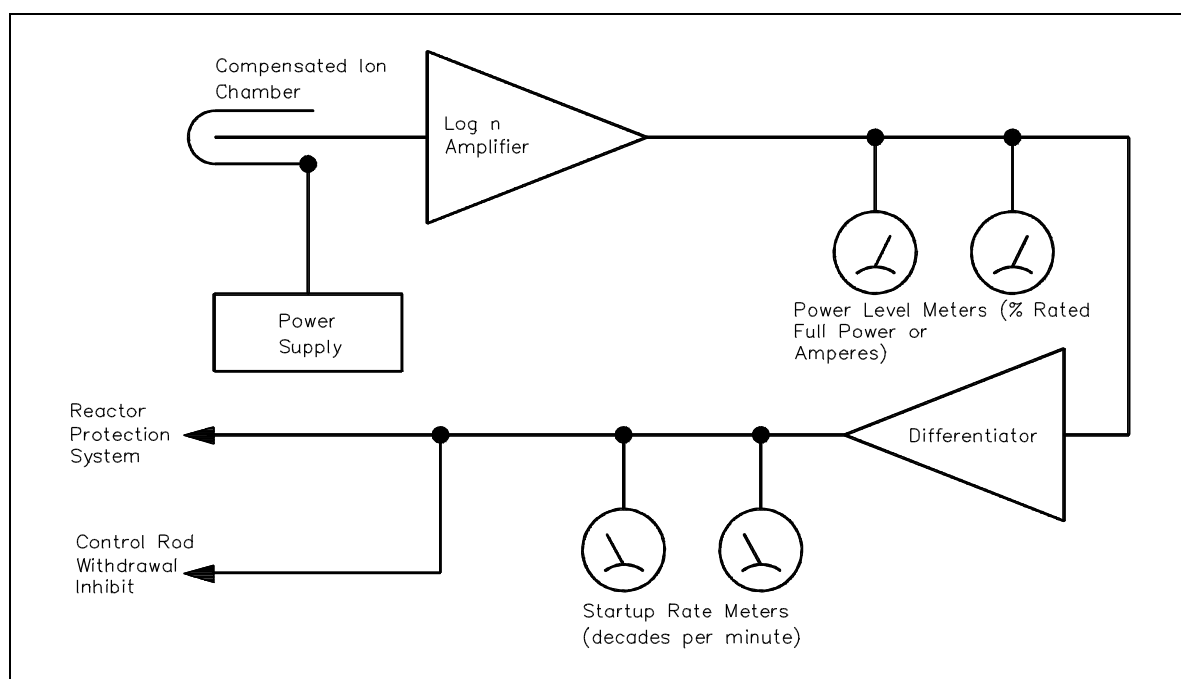 Compensated Ion
Chamber
Log n
Amplifier
Power
Supply
Power Level Meters (% Rated
Full Power or
Amperes)
Differentiator
Reactor
Protection
System
Control Rod
Withdrawal
Inhibit
Startup Rate Meters
(decades per minute)